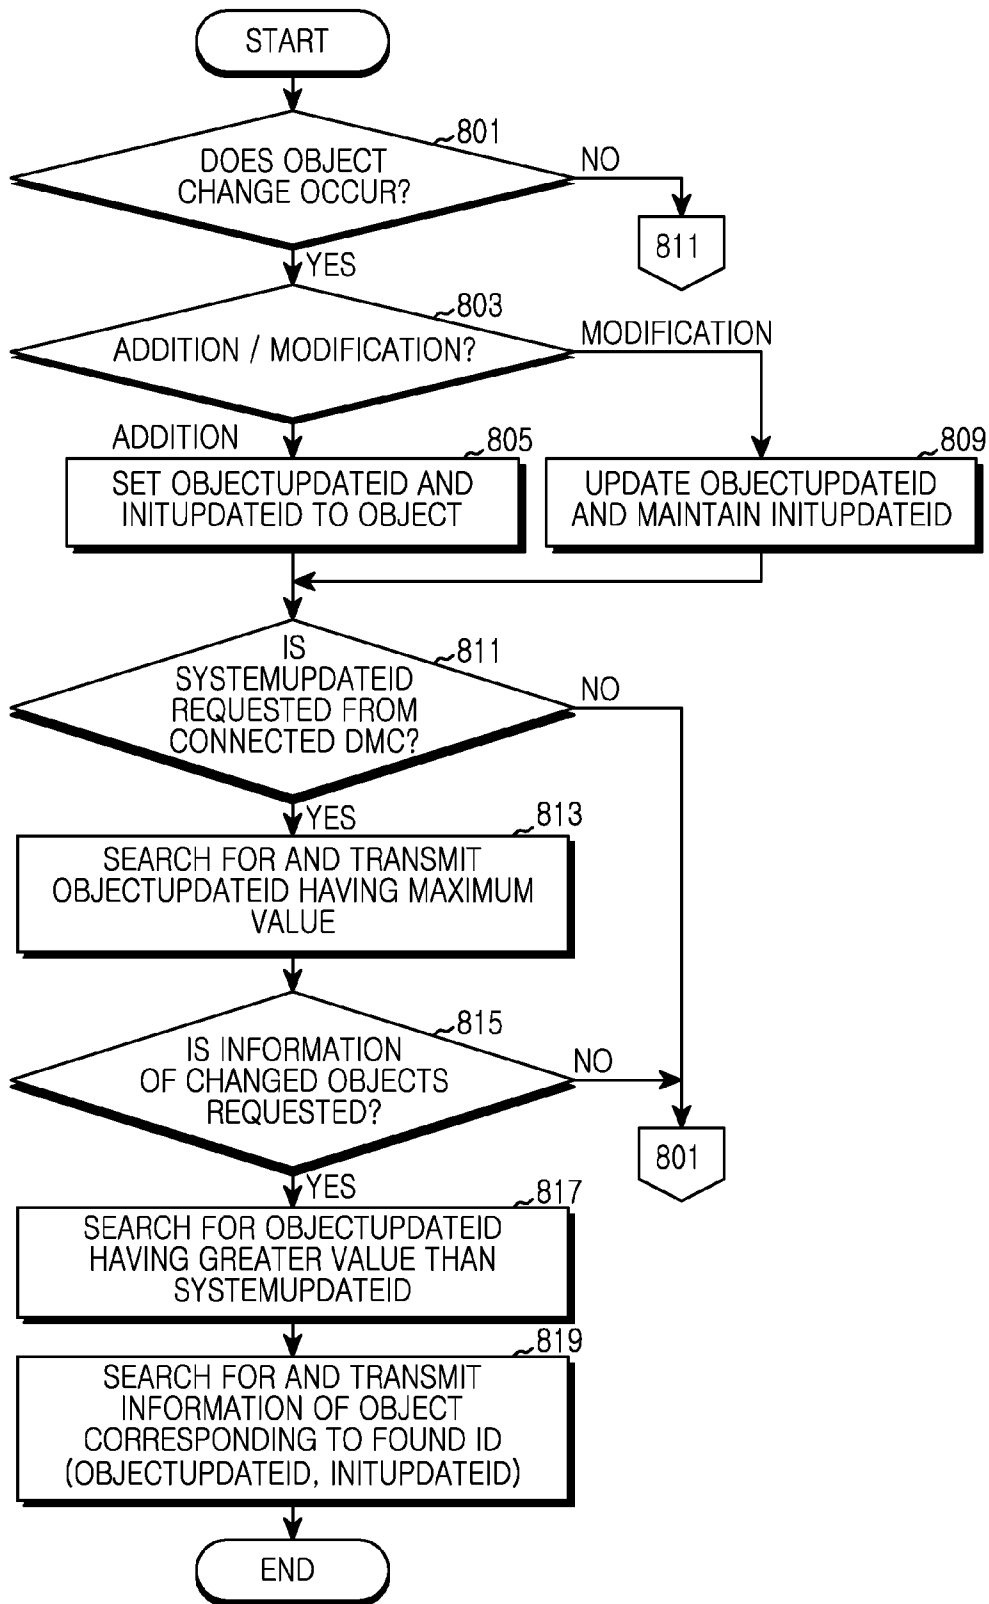 START
801
DOES OBJECT
CHANGE OCCUR?
NO
811
YES
803
ADDITION / MODIFICATION?
MODIFICATION
ADDITION
805
SET OBJECTUPDATEID AND
INITUPDATEID TO OBJECT
809
UPDATE OBJECTUPDATEID
AND MAINTAIN INITUPDATEID
811
IS
SYSTEMUPDATEID
REQUESTED FROM
CONNECTED DMC?
NO
YES
813
SEARCH FOR AND TRANSMIT
OBJECTUPDATEID HAVING MAXIMUM
VALUE
815
IS INFORMATION
OF CHANGED OBJECTS
REQUESTED?
NO
801
YES
817
SEARCH FOR OBJECTUPDATEID
HAVING GREATER VALUE THAN
SYSTEMUPDATEID
819
SEARCH FOR AND TRANSMIT
INFORMATION OF OBJECT
CORRESPONDING TO FOUND ID
(OBJECTUPDATEID, INITUPDATEID)
END